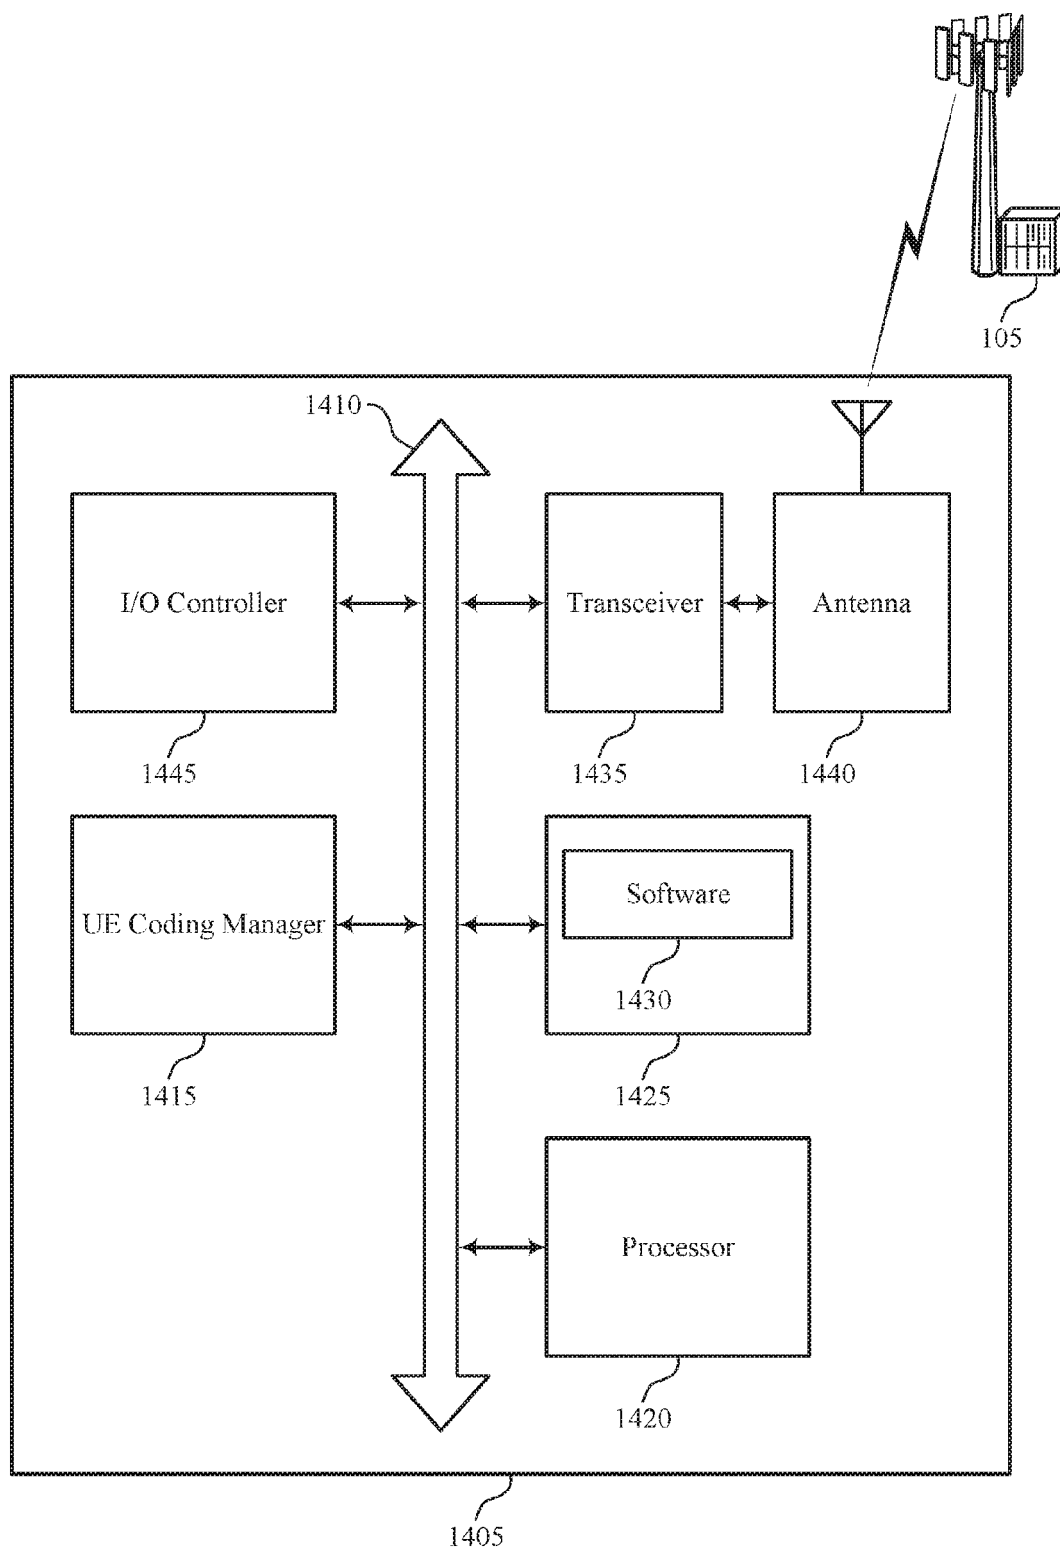 105
1410
I/O Controller
Transceiver
Antenna
1445
1435
1440
UE Coding Manager
Software
1430
1415
1425
Processor
1420
1405